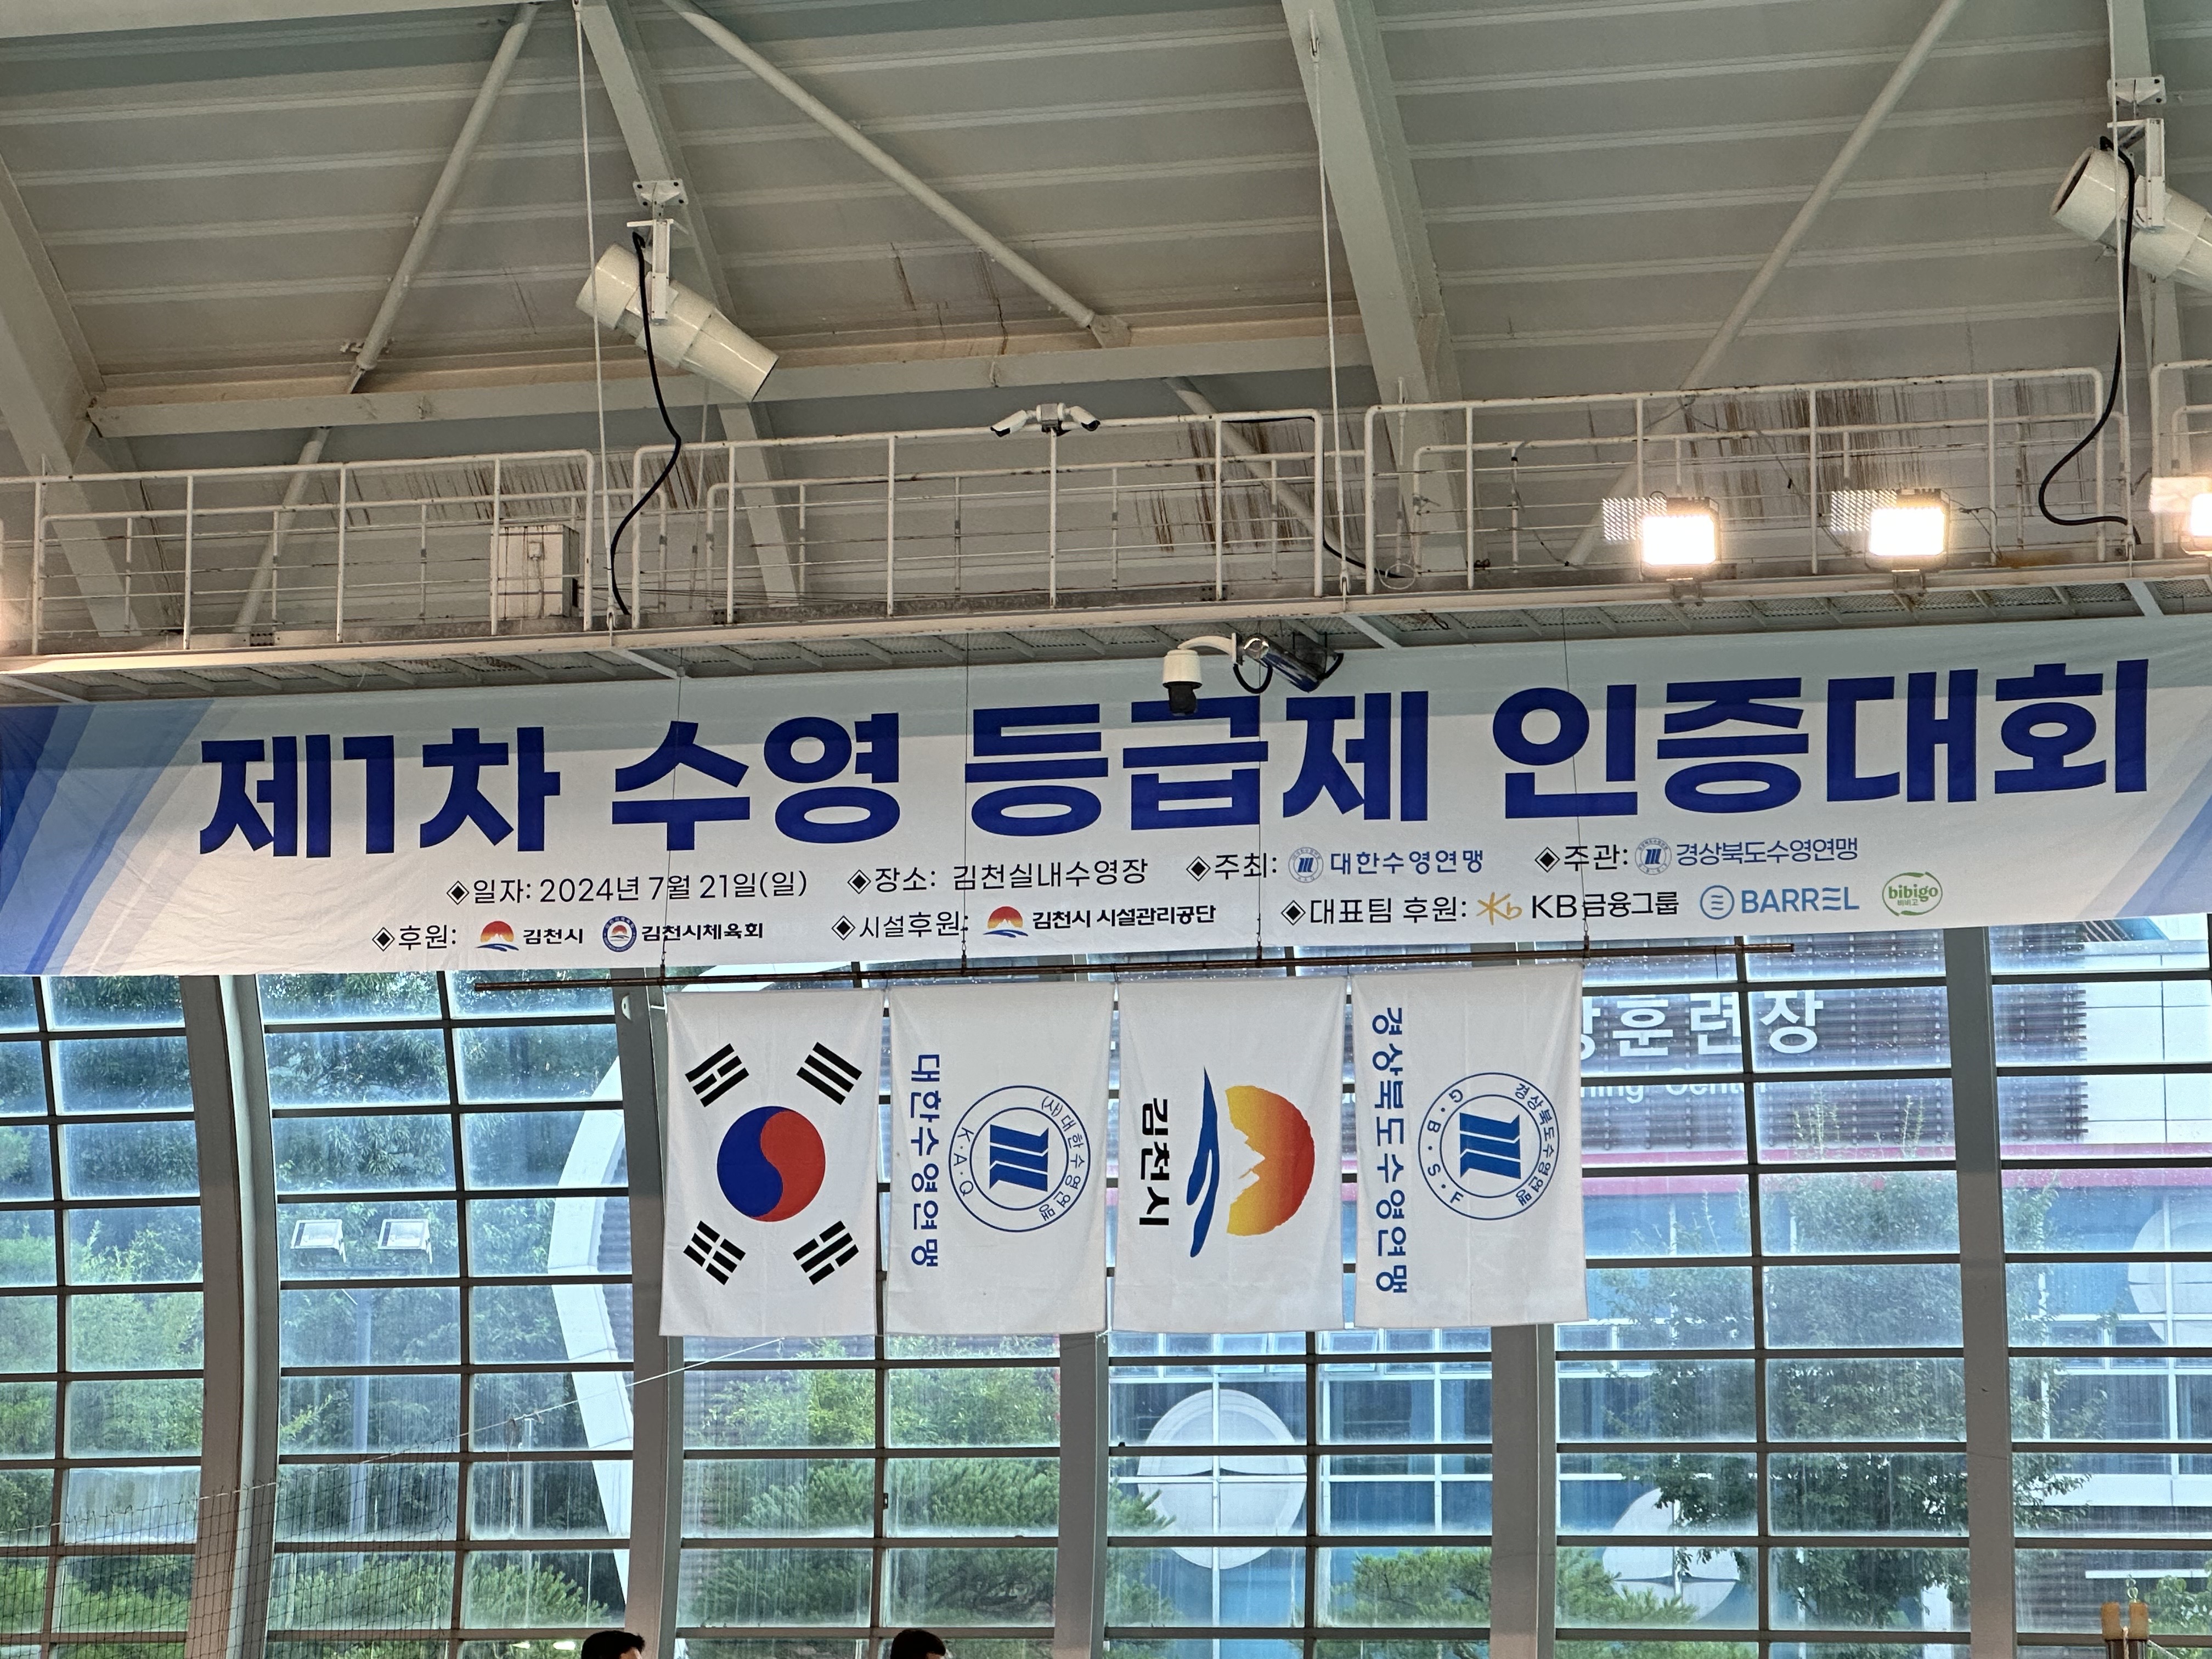 제1차 수영 등급제 인증대회
◈일자: 2024년 7월 21일(일) ◈장소: 김천실내수영장 ◈주최: 대한수영연맹 ◈주관: 경상북도수영연맹
◈후원: 김천시 김천시체육회 ◈시설후원: 김천시 시설관리공단 ◈대표팀 후원: KB금융그룹 BARREL bibigo 비비고
대한수영연맹
(사)대한수영연맹
K·A·Q
김천시
경상북도수영연맹
경상북도수영연맹
G·B·S·F
훈련장